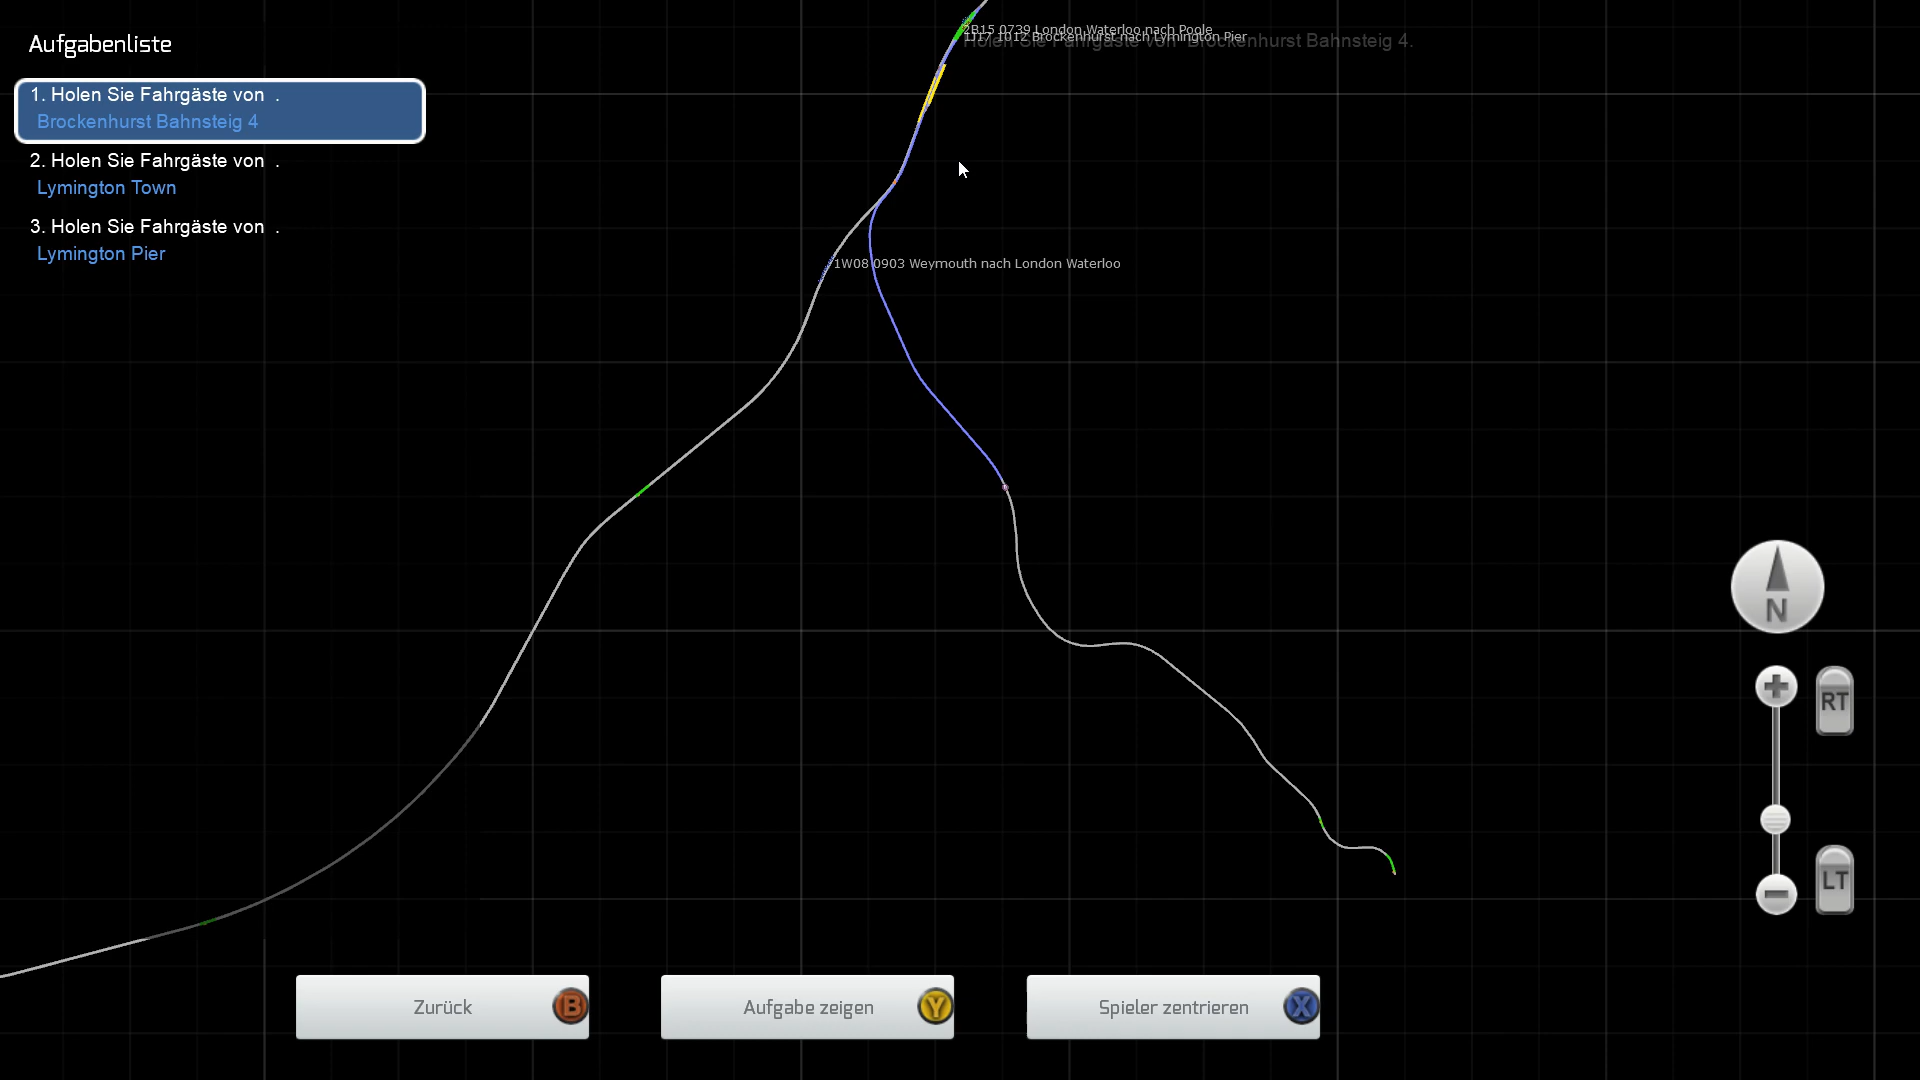 Aufgabenliste
1. Holen Sie Fahrgäste von .
Brockenhurst Bahnsteig 4
2. Holen Sie Fahrgäste von .
Lymington Town
3. Holen Sie Fahrgäste von .
Lymington Pier
2B15 0739 London Waterloo nach Poole
1J17 1012 Brockenhurst nach Lymington Pier
Holen Sie Fahrgäste von Brockenhurst Bahnsteig 4.
1W08 0903 Weymouth nach London Waterloo
N
RT
LT
Zurück B
Aufgabe zeigen Y
Spieler zentrieren X